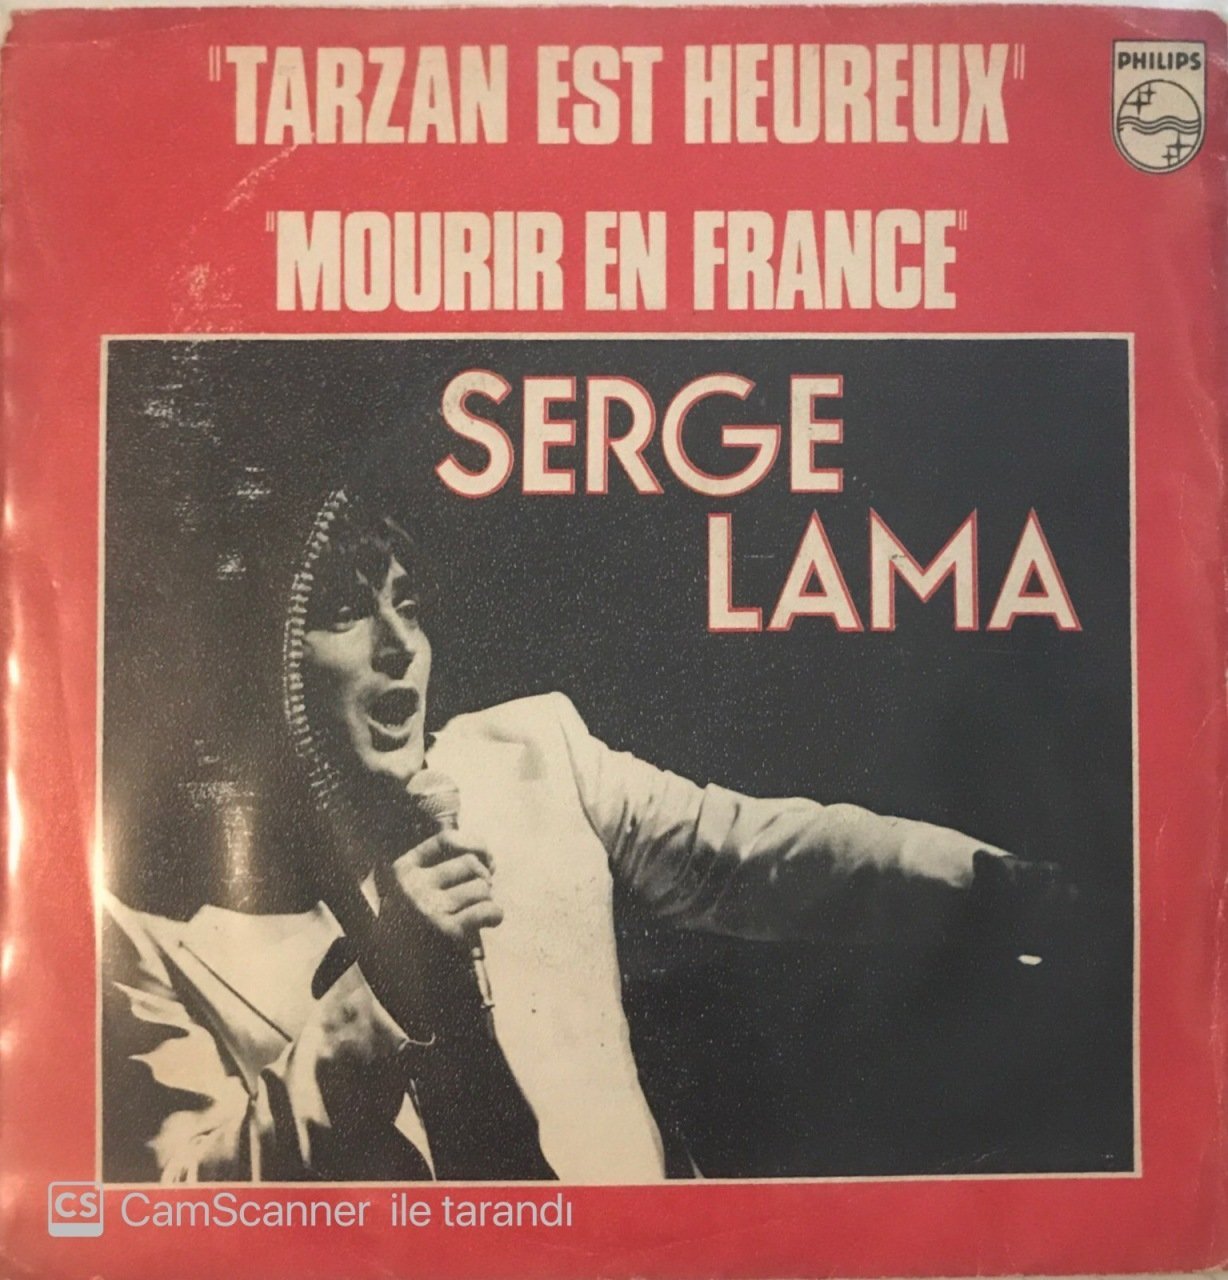 "TARZAN EST HEUREUX"
PHILIPS
"MOURIR EN FRANCE"
SERGE
LAMA
CS CamScanner ile tarandı